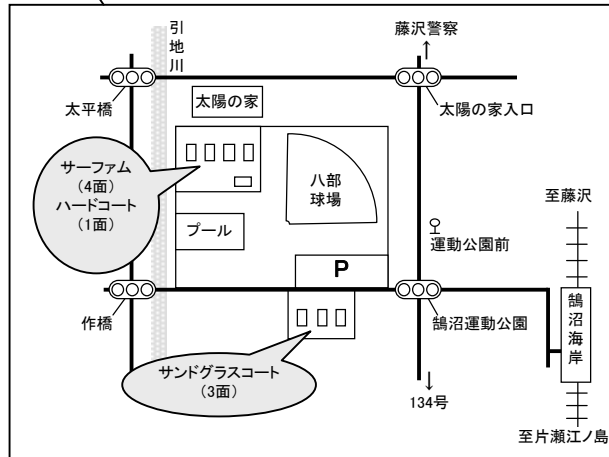 引地川
藤沢警察
太平橋
太陽の家
太陽の家入口
サーファム
（4面）
ハードコート
（1面）
八部
球場
至藤沢
プール
運動公園前
P
作橋
鵠沼運動公園
鵠沼海岸
サンドグラスコート
（3面）
134号
至片瀬江ノ島